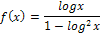 f(x) = logx / 1 − log²x